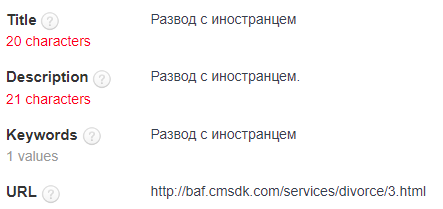 Title ? Развод с иностранцем
20 characters
Description ? Развод с иностранцем.
21 characters
Keywords ? Развод с иностранцем
1 values
URL ? http://baf.cmsdk.com/services/divorce/3.html